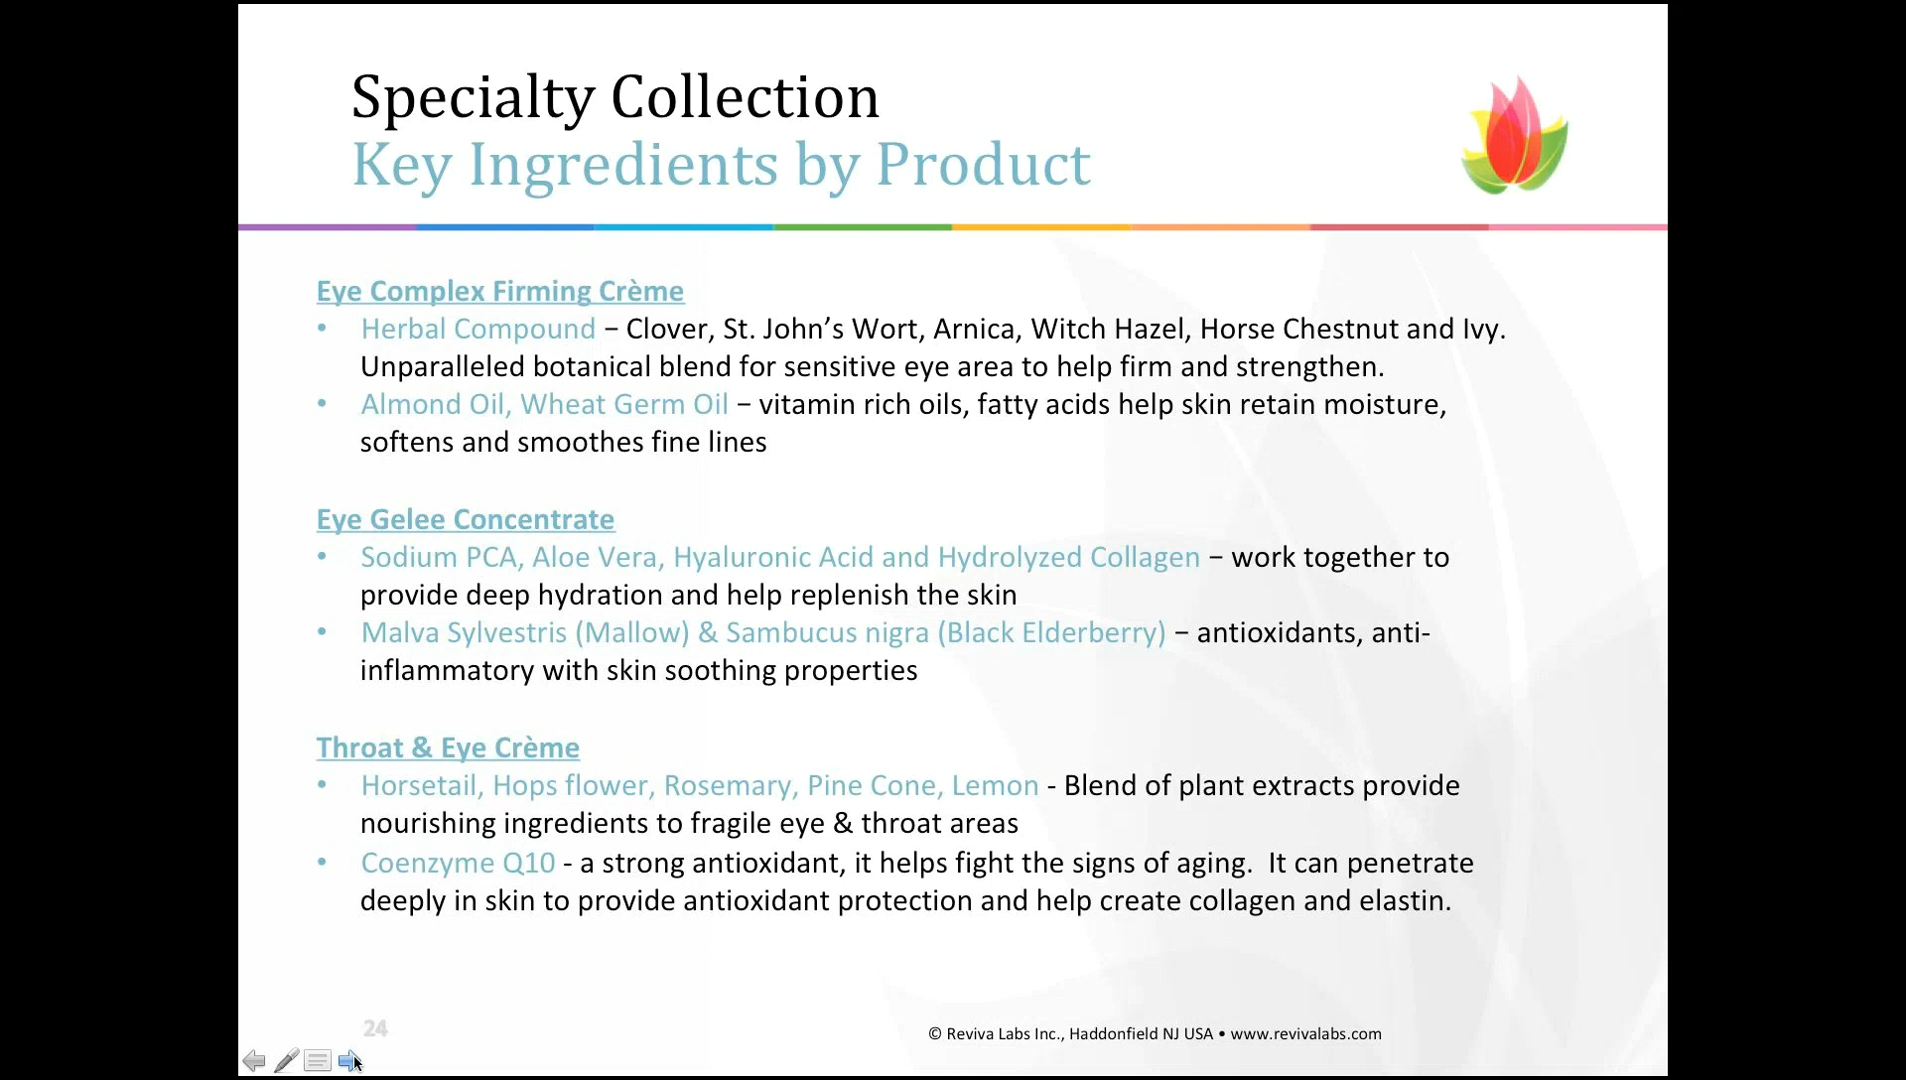 Specialty Collection
Key Ingredients by Product
Eye Complex Firming Crème
• Herbal Compound – Clover, St. John’s Wort, Arnica, Witch Hazel, Horse Chestnut and Ivy.
Unparalleled botanical blend for sensitive eye area to help firm and strengthen.
• Almond Oil, Wheat Germ Oil – vitamin rich oils, fatty acids help skin retain moisture,
softens and smoothes fine lines
Eye Gelee Concentrate
• Sodium PCA, Aloe Vera, Hyaluronic Acid and Hydrolyzed Collagen – work together to
provide deep hydration and help replenish the skin
• Malva Sylvestris (Mallow) & Sambucus nigra (Black Elderberry) – antioxidants, anti-
inflammatory with skin soothing properties
Throat & Eye Crème
• Horsetail, Hops flower, Rosemary, Pine Cone, Lemon - Blend of plant extracts provide
nourishing ingredients to fragile eye & throat areas
• Coenzyme Q10 - a strong antioxidant, it helps fight the signs of aging.  It can penetrate
deeply in skin to provide antioxidant protection and help create collagen and elastin.
24
© Reviva Labs Inc., Haddonfield NJ USA • www.revivalabs.com